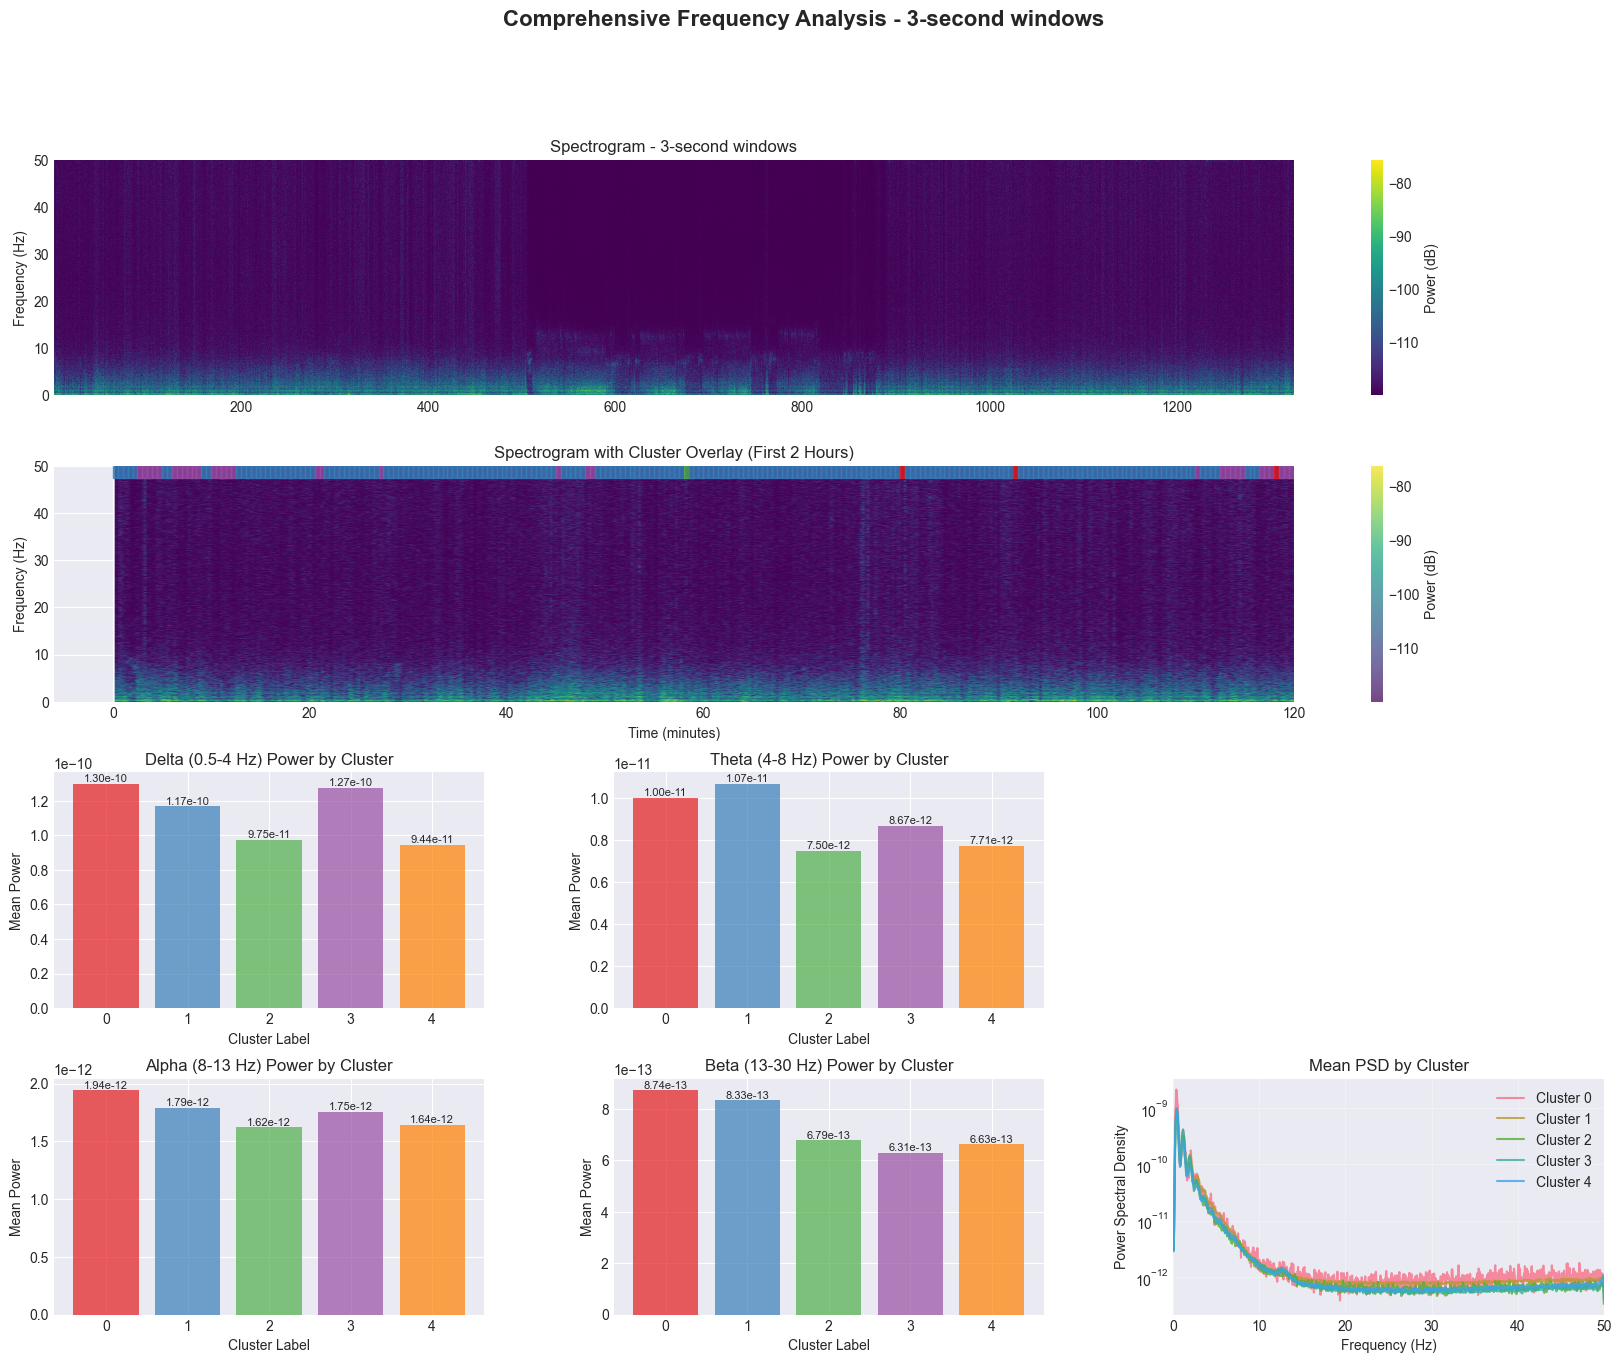 Comprehensive Frequency Analysis - 3-second windows
Spectrogram - 3-second windows
Frequency (Hz)
50
40
30
20
10
0
200
400
600
800
1000
1200
−80
−90
−100
−110
Power (dB)
Spectrogram with Cluster Overlay (First 2 Hours)
Frequency (Hz)
50
40
30
20
10
0
0
20
40
60
80
100
120
Time (minutes)
−80
−90
−100
−110
Power (dB)
Delta (0.5-4 Hz) Power by Cluster
1e−10
Mean Power
1.2
1.0
0.8
0.6
0.4
0.2
0.0
1.30e-10
1.17e-10
9.75e-11
1.27e-10
9.44e-11
0
1
2
3
4
Cluster Label
Theta (4-8 Hz) Power by Cluster
1e−11
Mean Power
1.0
0.8
0.6
0.4
0.2
0.0
1.00e-11
1.07e-11
7.50e-12
8.67e-12
7.71e-12
0
1
2
3
4
Cluster Label
Alpha (8-13 Hz) Power by Cluster
1e−12
Mean Power
2.0
1.5
1.0
0.5
0.0
1.94e-12
1.79e-12
1.62e-12
1.75e-12
1.64e-12
0
1
2
3
4
Cluster Label
Beta (13-30 Hz) Power by Cluster
1e−13
Mean Power
8
6
4
2
0
8.74e-13
8.33e-13
6.79e-13
6.31e-13
6.63e-13
0
1
2
3
4
Cluster Label
Mean PSD by Cluster
Power Spectral Density
10⁻⁹
10⁻¹⁰
10⁻¹¹
10⁻¹²
Cluster 0
Cluster 1
Cluster 2
Cluster 3
Cluster 4
0
10
20
30
40
50
Frequency (Hz)